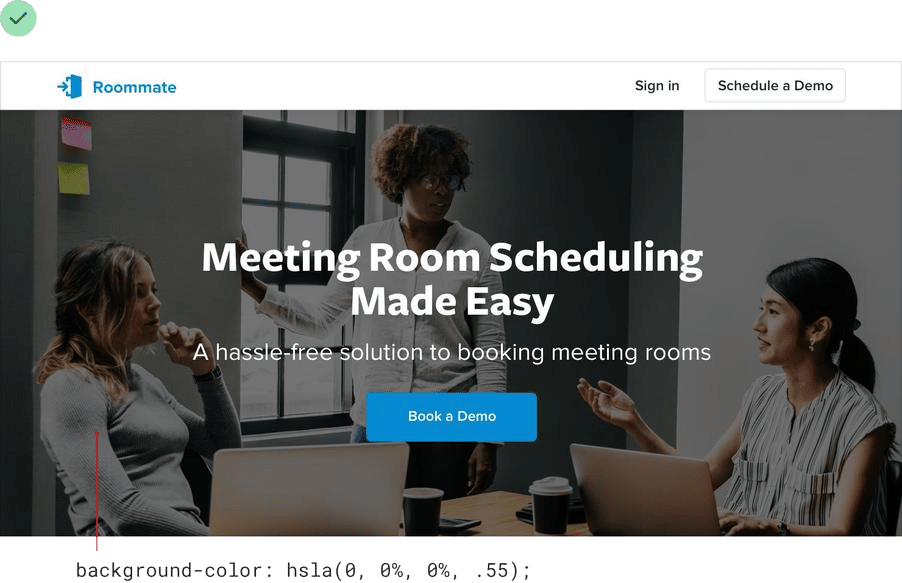 Roommate
Sign in
Schedule a Demo
Meeting Room Scheduling
Made Easy
A hassle-free solution to booking meeting rooms
Book a Demo
background-color: hsla(0, 0%, 0%, .55);